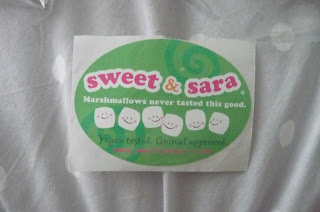 sweet & sara®
Marshmallows never tasted this good.
Vegan tested. Animal approved.